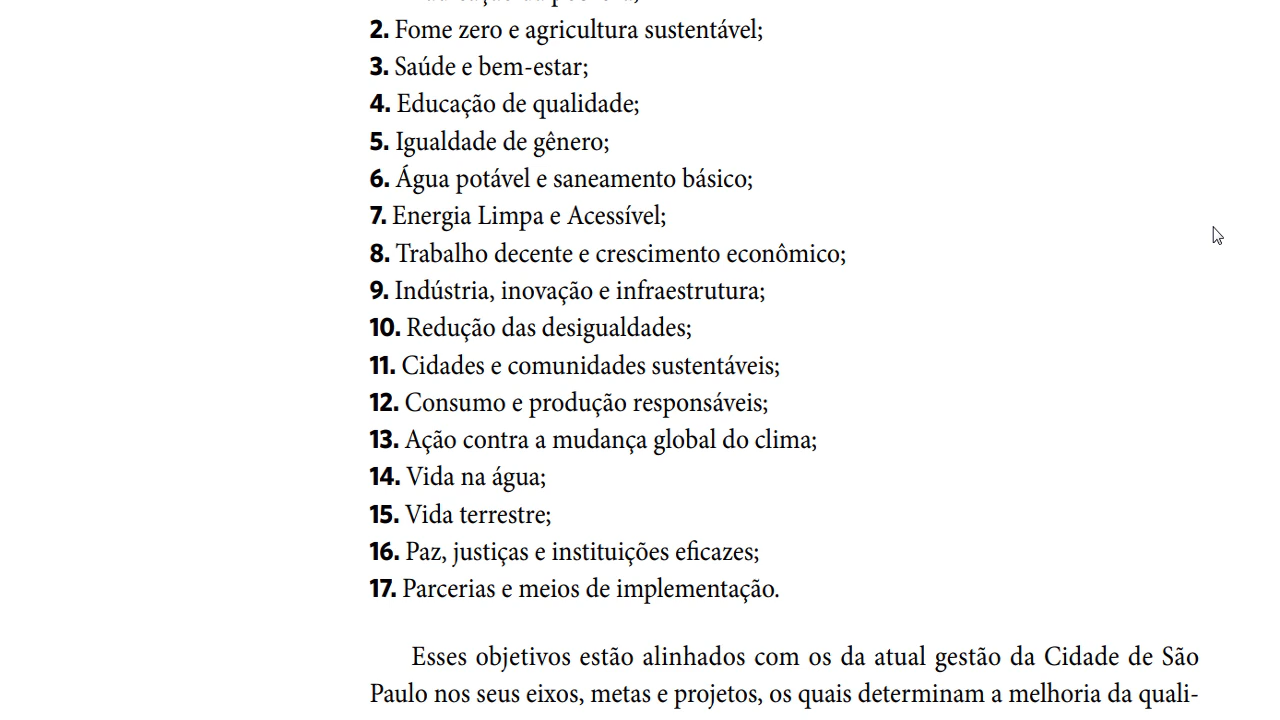 2. Fome zero e agricultura sustentável;
3. Saúde e bem-estar;
4. Educação de qualidade;
5. Igualdade de gênero;
6. Água potável e saneamento básico;
7. Energia Limpa e Acessível;
8. Trabalho decente e crescimento econômico;
9. Indústria, inovação e infraestrutura;
10. Redução das desigualdades;
11. Cidades e comunidades sustentáveis;
12. Consumo e produção responsáveis;
13. Ação contra a mudança global do clima;
14. Vida na água;
15. Vida terrestre;
16. Paz, justiças e instituições eficazes;
17. Parcerias e meios de implementação.
Esses objetivos estão alinhados com os da atual gestão da Cidade de São
Paulo nos seus eixos, metas e projetos, os quais determinam a melhoria da quali-